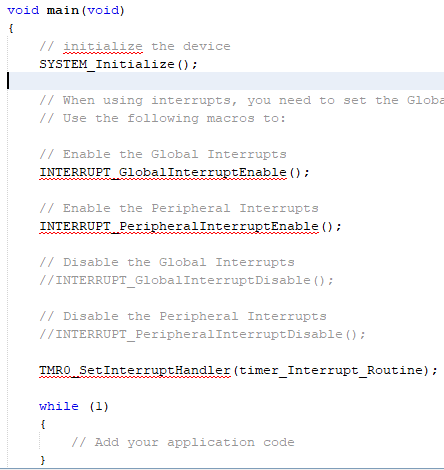 void main(void)
{
// initialize the device
SYSTEM_Initialize();
// When using interrupts, you need to set the Globa
// Use the following macros to:
// Enable the Global Interrupts
INTERRUPT_GlobalInterruptEnable();
// Enable the Peripheral Interrupts
INTERRUPT_PeripheralInterruptEnable();
// Disable the Global Interrupts
//INTERRUPT_GlobalInterruptDisable();
// Disable the Peripheral Interrupts
//INTERRUPT_PeripheralInterruptDisable();
TMR0_SetInterruptHandler(timer_Interrupt_Routine);
while (1)
{
// Add your application code
}